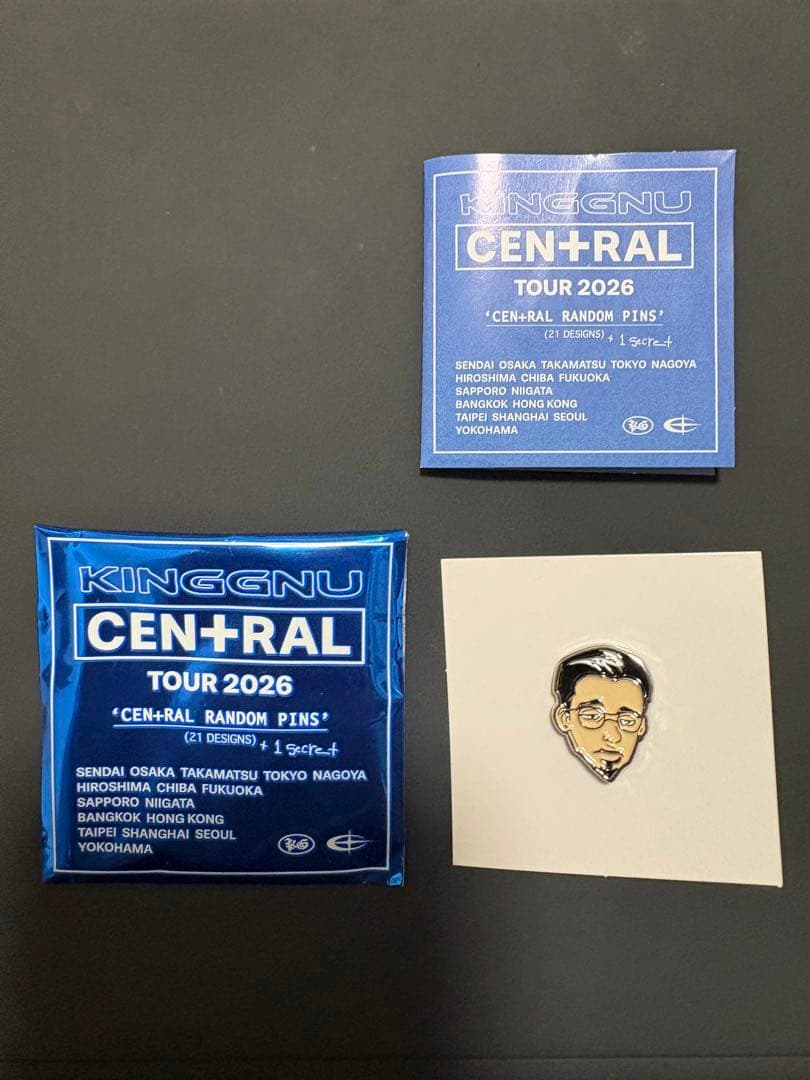 KINGGNU
CEN+RAL
TOUR 2026
‘CEN+RAL RANDOM PINS’
(21 DESIGNS) + 1 secret
SENDAI OSAKA TAKAMATSU TOKYO NAGOYA
HIROSHIMA CHIBA FUKUOKA
SAPPORO NIIGATA
BANGKOK HONG KONG
TAIPEI SHANGHAI SEOUL
YOKOHAMA
KINGGNU
CEN+RAL
TOUR 2026
‘CEN+RAL RANDOM PINS’
(21 DESIGNS) + 1 secret
SENDAI OSAKA TAKAMATSU TOKYO NAGOYA
HIROSHIMA CHIBA FUKUOKA
SAPPORO NIIGATA
BANGKOK HONG KONG
TAIPEI SHANGHAI SEOUL
YOKOHAMA